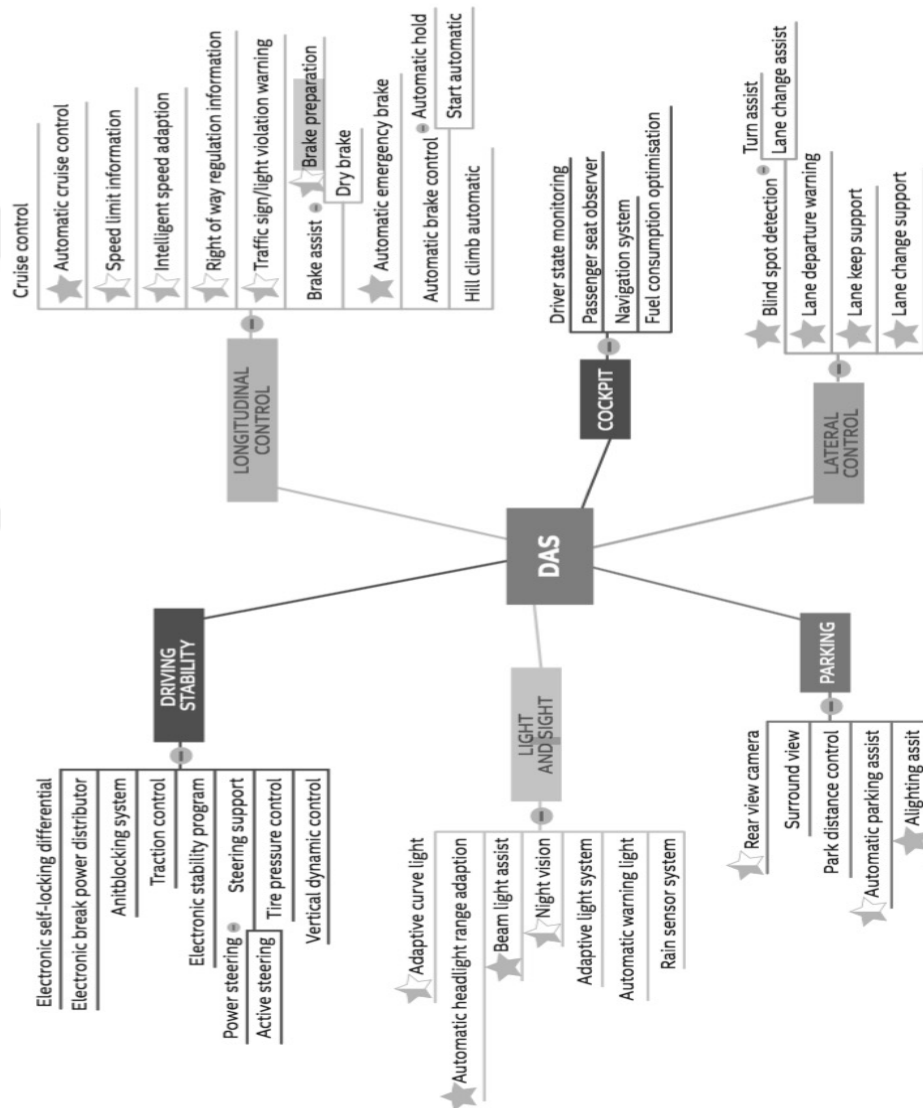 DAS
DRIVING
STABILITY
Electronic self-locking differential
Electronic break power distributor
Anitblocking system
Traction control
Electronic stability program
Steering support
Power steering
Active steering
Tire pressure control
Vertical dynamic control
LONGITUDINAL
CONTROL
Cruise control
Automatic cruise control
Speed limit information
Intelligent speed adaption
Right of way regulation information
Traffic sign/light violation warning
Brake assist
Brake preparation
Dry brake
Automatic emergency brake
Automatic brake control
Automatic hold
Start automatic
Hill climb automatic
LIGHT
AND SIGHT
Adaptive curve light
Automatic headlight range adaption
Beam light assist
Night vision
Adaptive light system
Automatic warning light
Rain sensor system
COCKPIT
Driver state monitoring
Passenger seat observer
Navigation system
Fuel consumption optimisation
PARKING
Rear view camera
Surround view
Park distance control
Automatic parking assist
Alighting assit
LATERAL
CONTROL
Blind spot detection
Turn assist
Lane change assist
Lane departure warning
Lane keep support
Lane change support